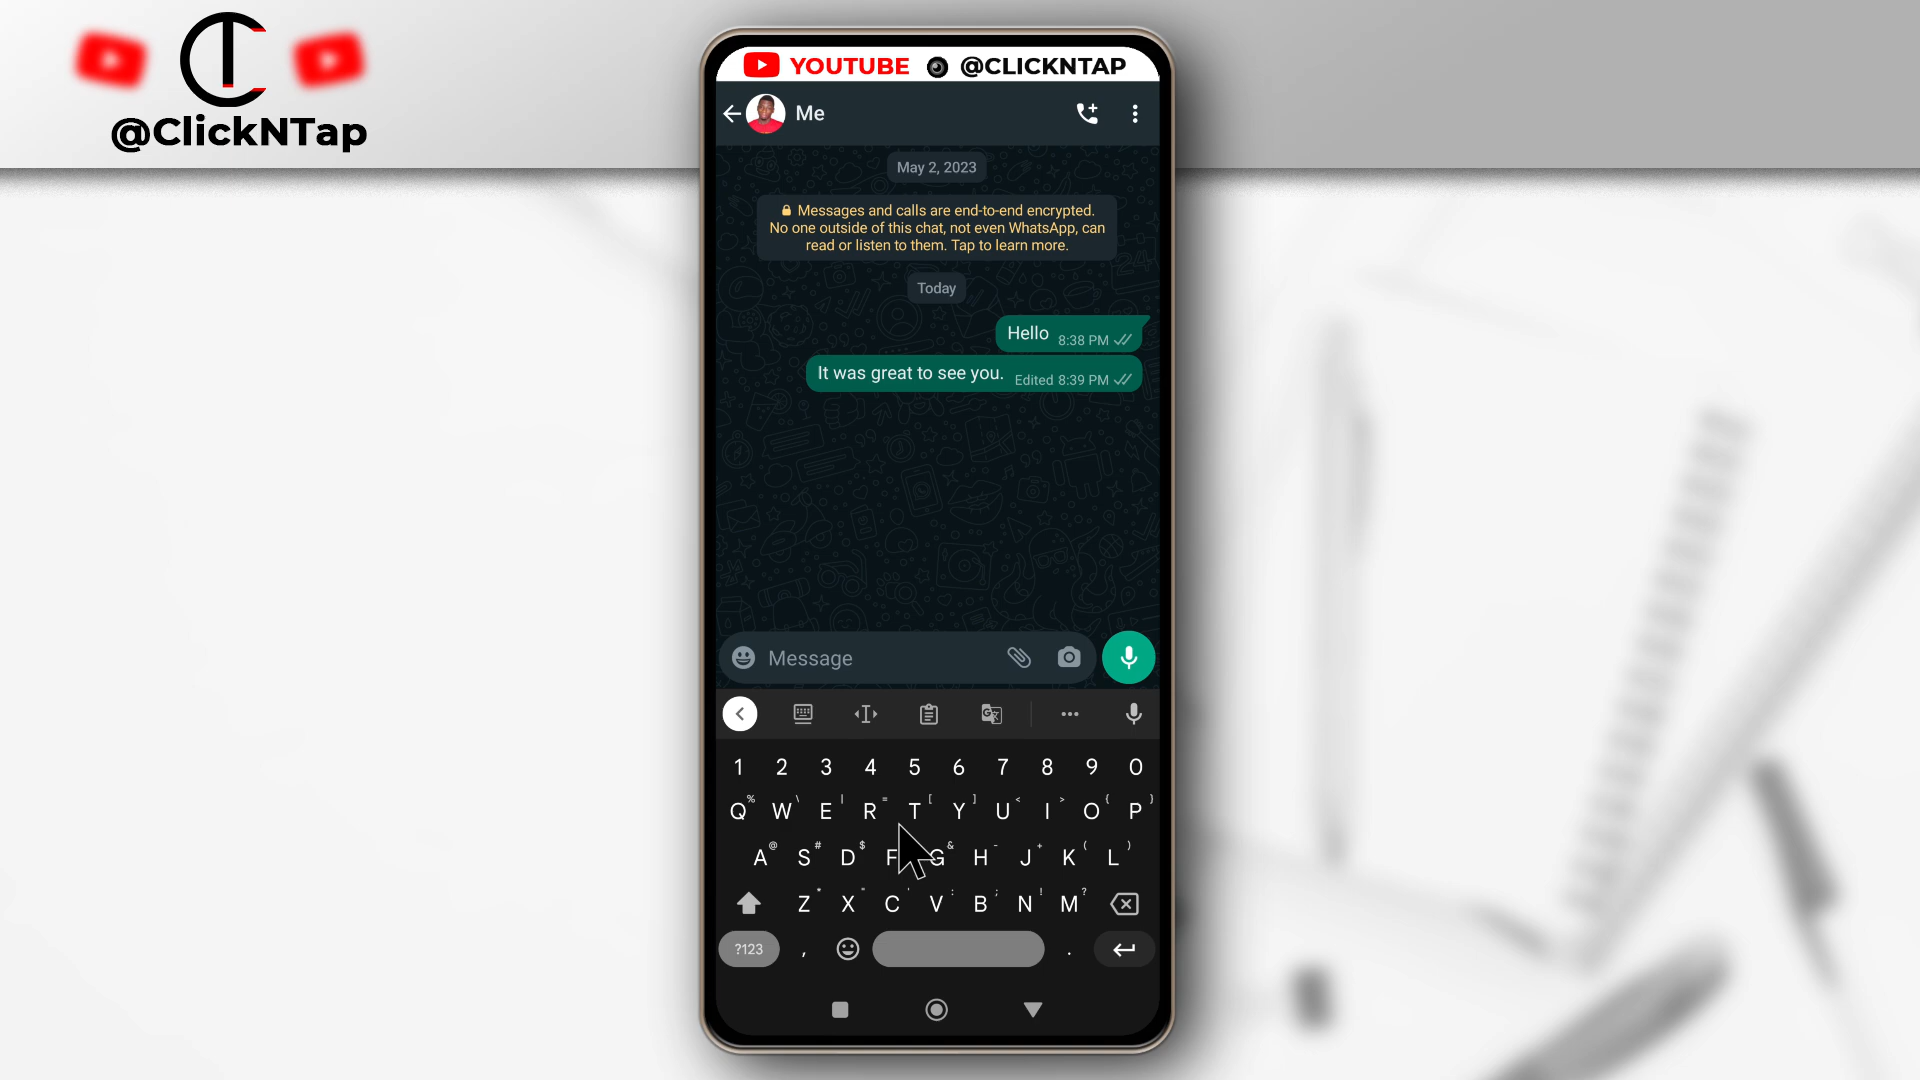 @ClickNTap
YOUTUBE @CLICKNTAP
Me
May 2, 2023
Messages and calls are end-to-end encrypted.
No one outside of this chat, not even WhatsApp, can
read or listen to them. Tap to learn more.
Today
Hello 8:38 PM
It was great to see you. Edited 8:39 PM
Message
1 2 3 4 5 6 7 8 9 0
% \ | = [ ] < > { }
Q W E R T Y U I O P
@ # $ & - + ( )
A S D F G H J K L
* " ' : ; ! ?
Z X C V B N M
?123 , .